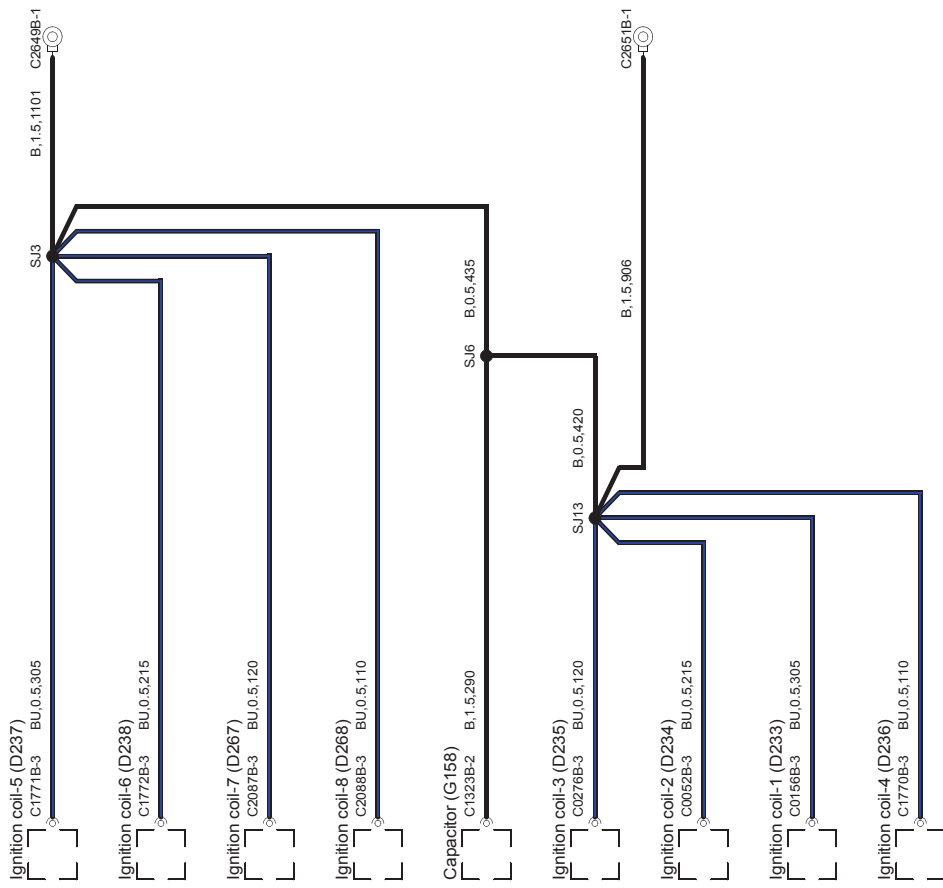 C2649B-1
B,1.5,1101
SJ3
Ignition coil-5 (D237)
C1771B-3 BU,0.5,305
Ignition coil-6 (D238)
C1772B-3 BU,0.5,215
Ignition coil-7 (D267)
C2087B-3 BU,0.5,120
Ignition coil-8 (D268)
C2088B-3 BU,0.5,110
B,0.5,435
SJ6
Capacitor (G158)
C1323B-2 B,1.5,290
B,0.5,420
SJ13
Ignition coil-3 (D235)
C0276B-3 BU,0.5,120
C2651B-1
B,1.5,906
Ignition coil-2 (D234)
C0052B-3 BU,0.5,215
Ignition coil-1 (D233)
C0156B-3 BU,0.5,305
Ignition coil-4 (D236)
C1770B-3 BU,0.5,110